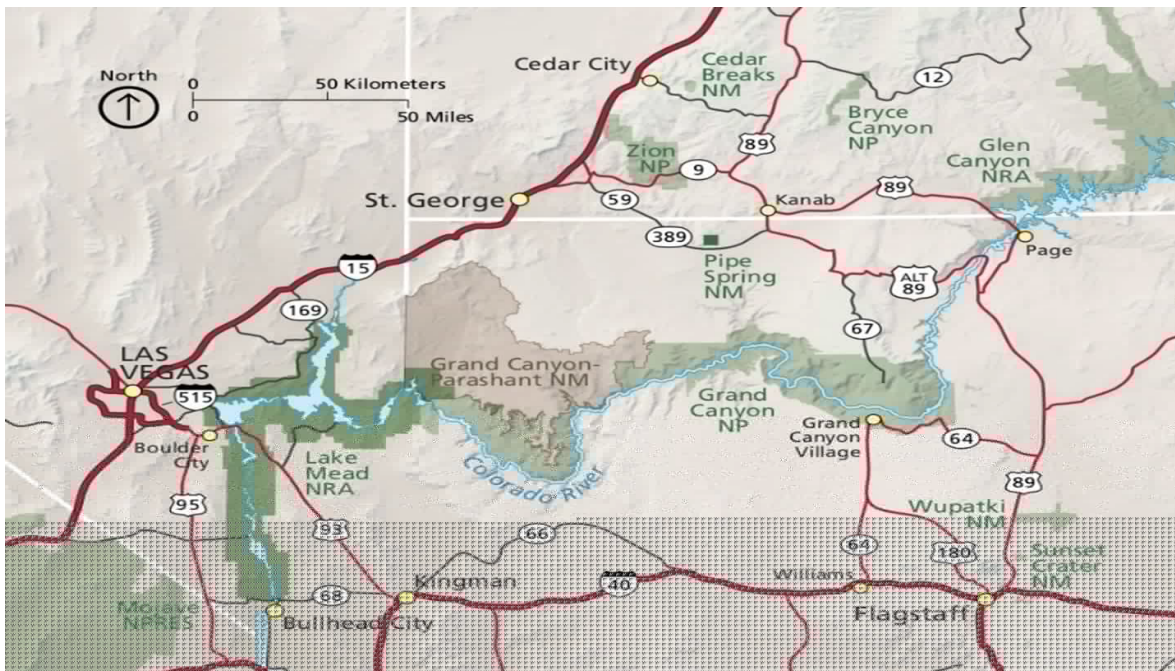 North
0
50 Kilometers
0
50 Miles
Cedar City
Cedar
Breaks
NM
12
Bryce
Canyon
NP
89
Glen
Canyon
NRA
Zion
NP
9
St. George
59
Kanab
89
389
Pipe
Spring
NM
Page
15
ALT
89
169
67
LAS
VEGAS
Grand Canyon-
Parashant NM
515
Grand
Canyon
NP
Grand
Canyon
Village
64
Boulder
City
Lake
Mead
NRA
Colorado River
95
89
Wupatki
NM
93
66
64
180
Sunset
Crater
NM
Kingman
40
Williams
Mojave
NPRES
68
Bullhead City
Flagstaff